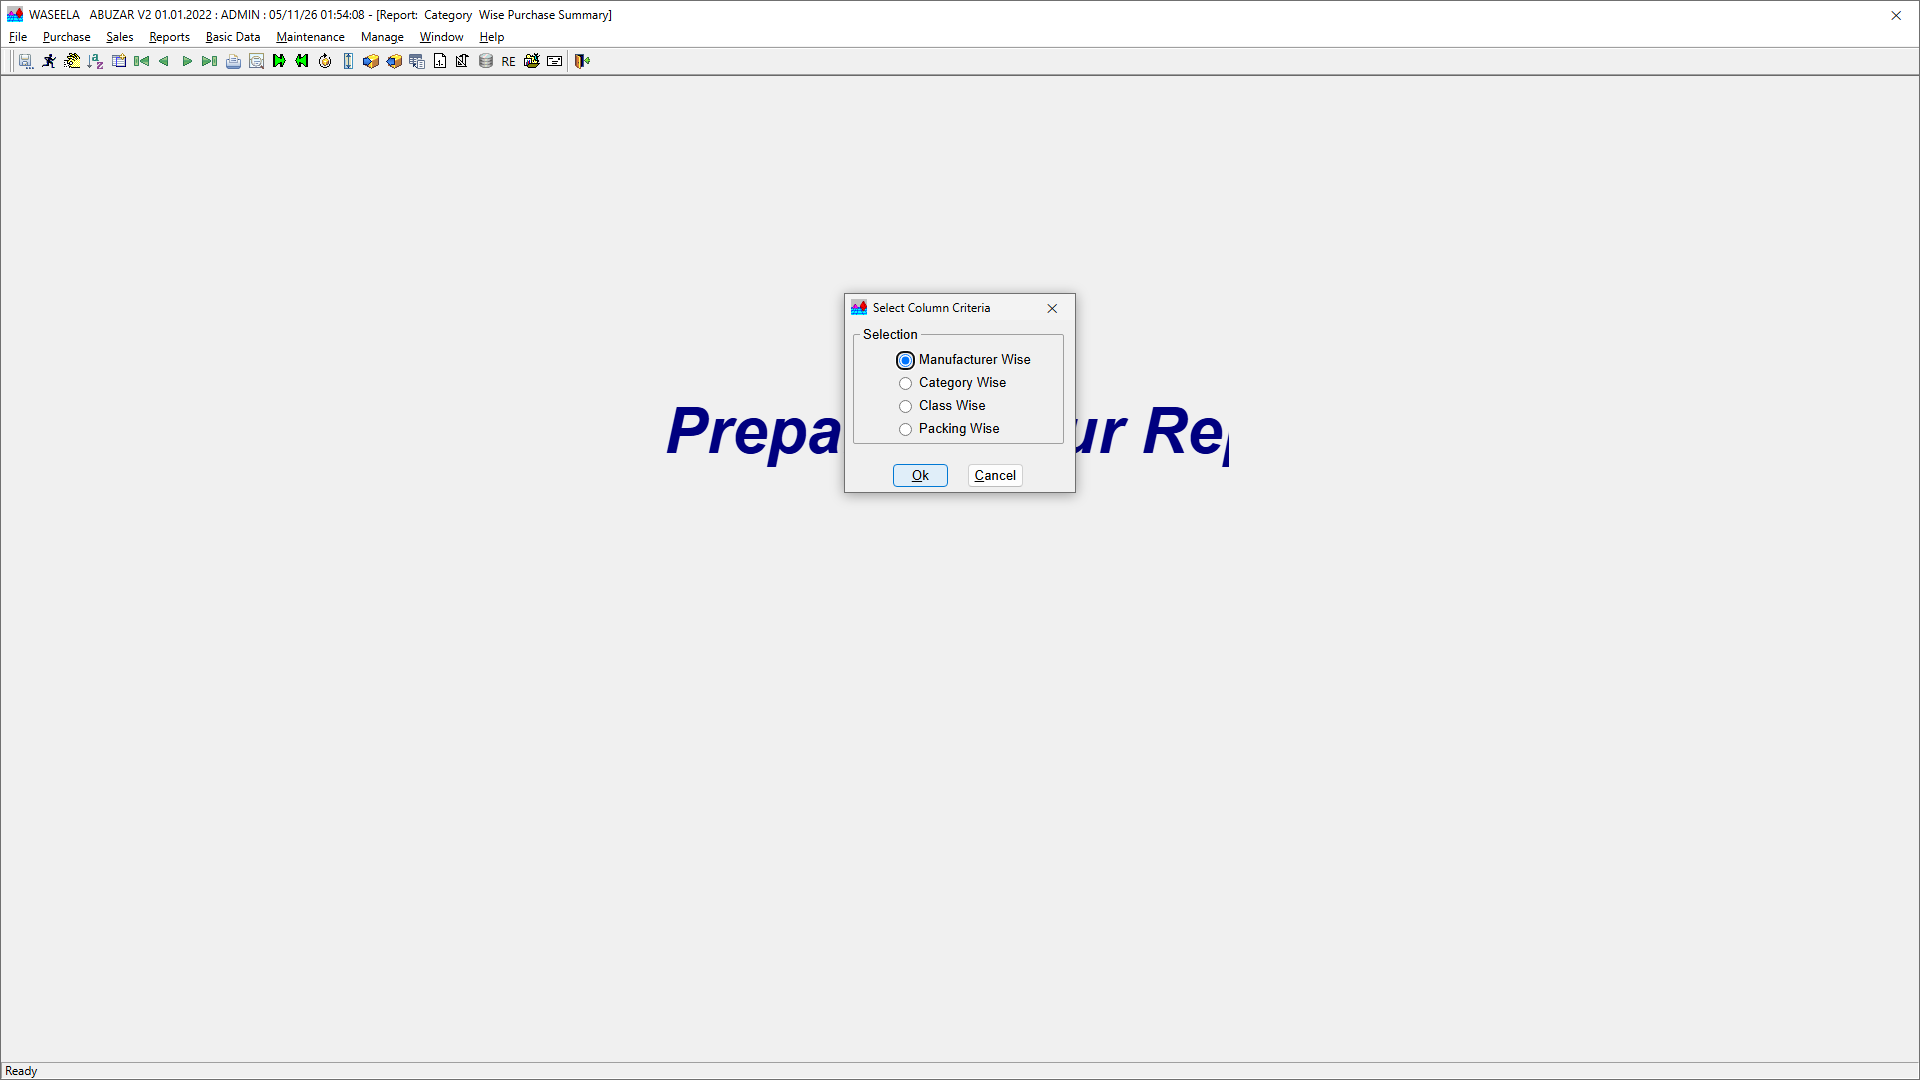 WASEELA   ABUZAR V2 01.01.2022 : ADMIN : 05/11/26 01:54:08 - [Report:  Category  Wise Purchase Summary]
File Purchase Sales Reports Basic Data Maintenance Manage Window Help
RE
Select Column Criteria
Selection
Manufacturer Wise
Category Wise
Class Wise
Packing Wise
Prepa ur Rep
Ok Cancel
Ready